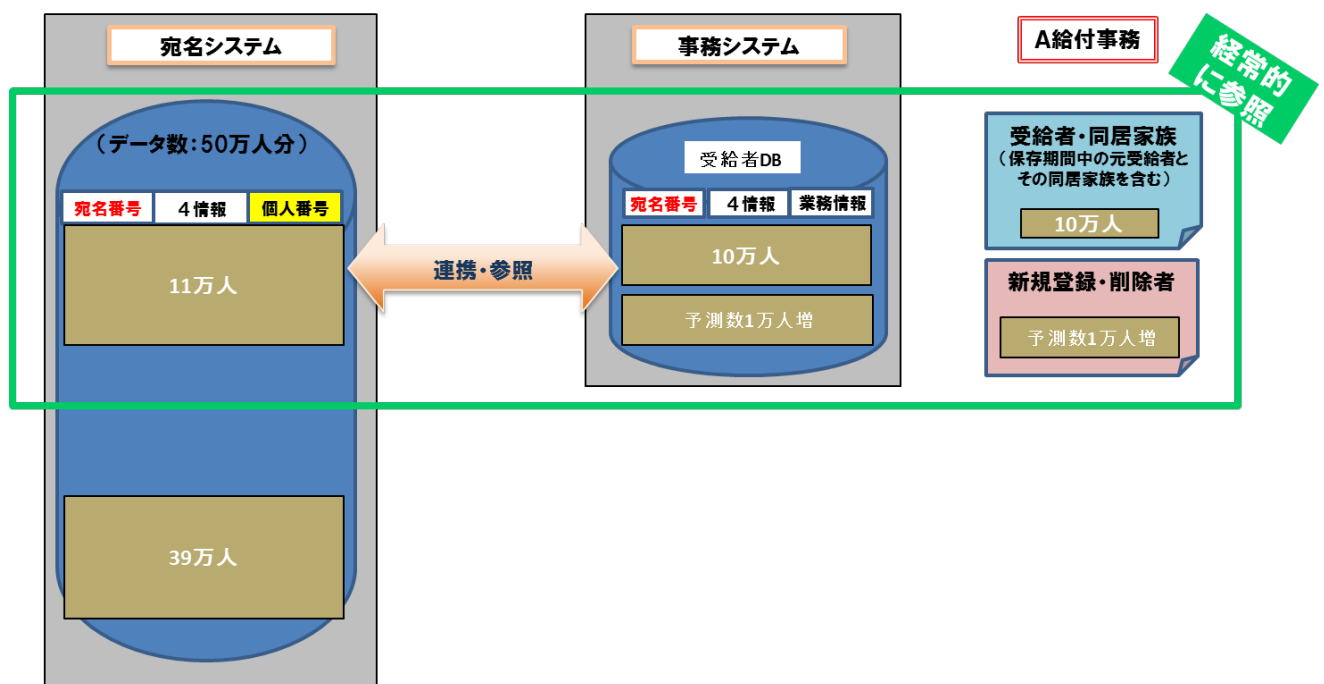 宛名システム
事務システム
A給付事務
経常的
に参照
（データ数：50万人分）
宛名番号
４情報
個人番号
11万人
39万人
連携・参照
受給者DB
宛名番号
４情報
業務情報
10万人
予測数1万人増
受給者・同居家族
（保存期間中の元受給者と
その同居家族を含む）
10万人
新規登録・削除者
予測数1万人増